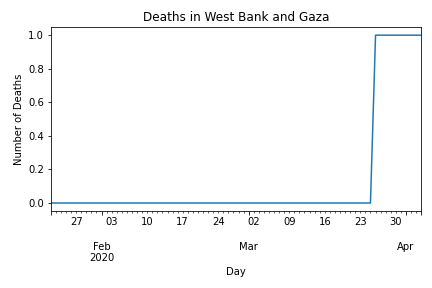 Deaths in West Bank and Gaza
Number of Deaths
1.0
0.8
0.6
0.4
0.2
0.0
27 03 10 17 24 02 09 16 23 30
Feb Mar Apr
2020
Day